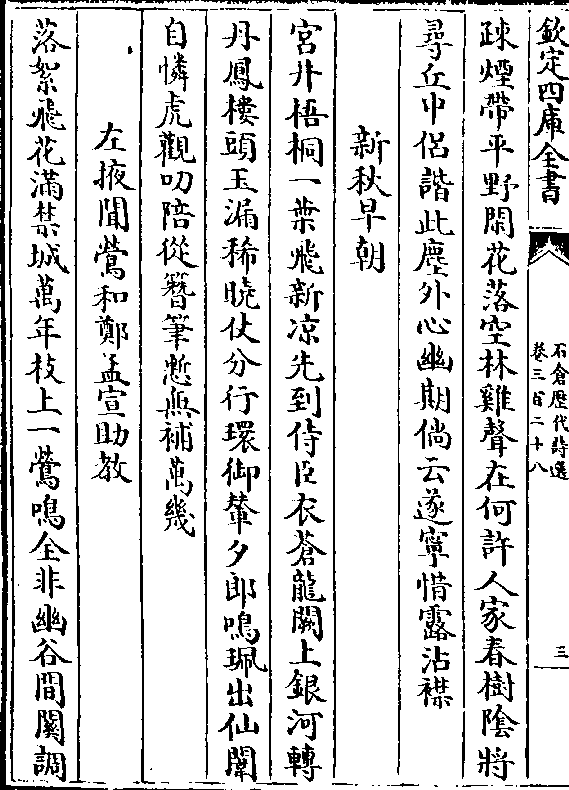 欽定四庫全書
石倉歴代詩選
卷三百二十八
三
疎煙帶平野閑花落空林雞聲在何許人家春樹陰將
尋丘中侶諧此塵外心幽期倘云遂寧惜露沾襟
新秋早朝
宮井梧桐一葉飛新凉先到侍臣衣蒼龍闕上銀河轉
丹鳳樓頭玉漏稀曉仗分行環御輦夕郎鳴珮出仙闈
自憐虎觀叨陪從簪筆慙無補萬幾
左掖聞鶯和鄭孟宣助教
落絮飛花滿禁城萬年枝上一鶯鳴全非幽谷間關調